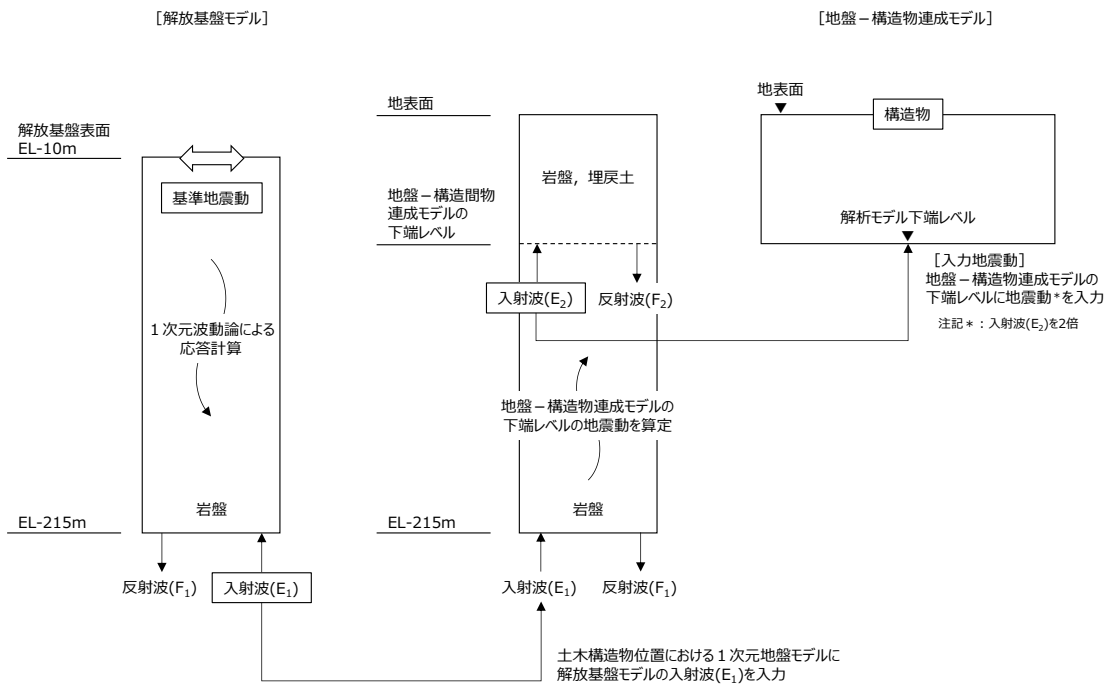 [解放基盤モデル]
解放基盤表面
EL-10m
基準地震動
1次元波動論による
応答計算
岩盤
EL-215m
反射波(F1)
入射波(E1)
地表面
岩盤，埋戻土
地盤－構造間物
連成モデルの
下端レベル
入射波(E2)
反射波(F2)
地盤－構造物連成モデルの
下端レベルの地震動を算定
岩盤
EL-215m
入射波(E1)
反射波(F1)
土木構造物位置における１次元地盤モデルに
解放基盤モデルの入射波(E1)を入力
[地盤－構造物連成モデル]
地表面
構造物
解析モデル下端レベル
[入力地震動]
地盤－構造物連成モデルの
下端レベルに地震動*を入力
注記*：入射波(E2)を2倍